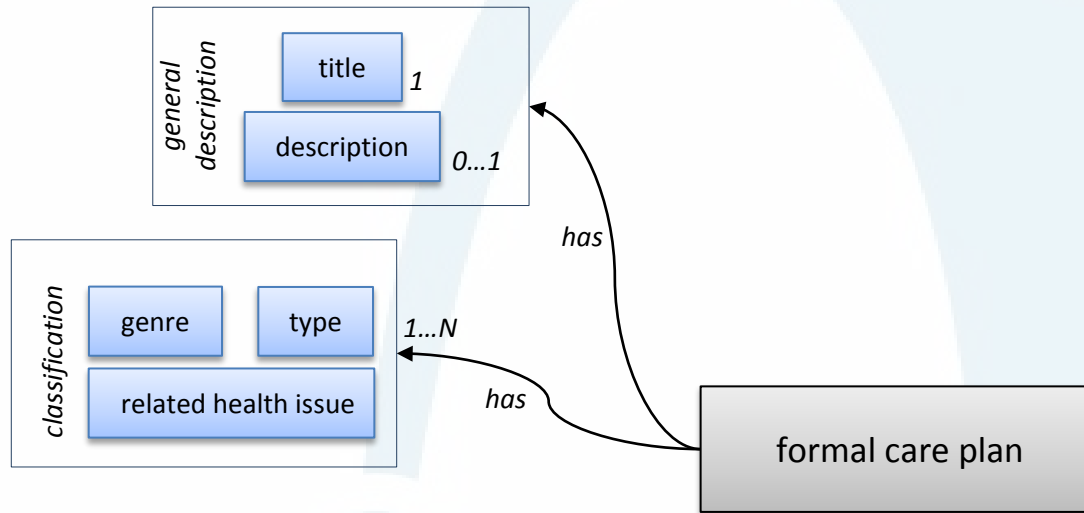 general
description
title
1
description
0...1
has
classification
genre
type
1...N
related health issue
has
formal care plan